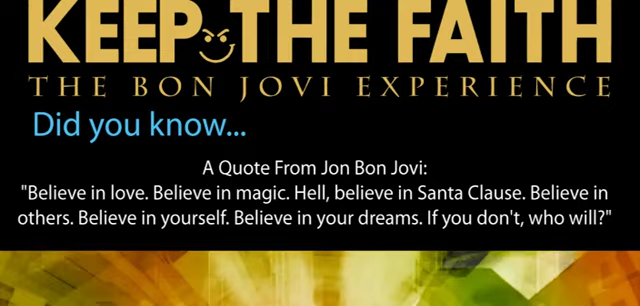 KEEP THE FAITH
THE BON JOVI EXPERIENCE
Did you know...
A Quote From Jon Bon Jovi:
"Believe in love. Believe in magic. Hell, believe in Santa Clause. Believe in
others. Believe in yourself. Believe in your dreams. If you don't, who will?"